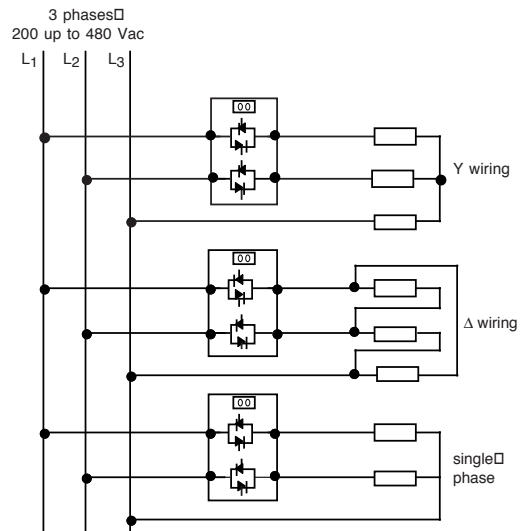 3 phases□
200 up to 480 Vac
L1 L2 L3
00
Y wiring
00
Δ wiring
00
single□
phase